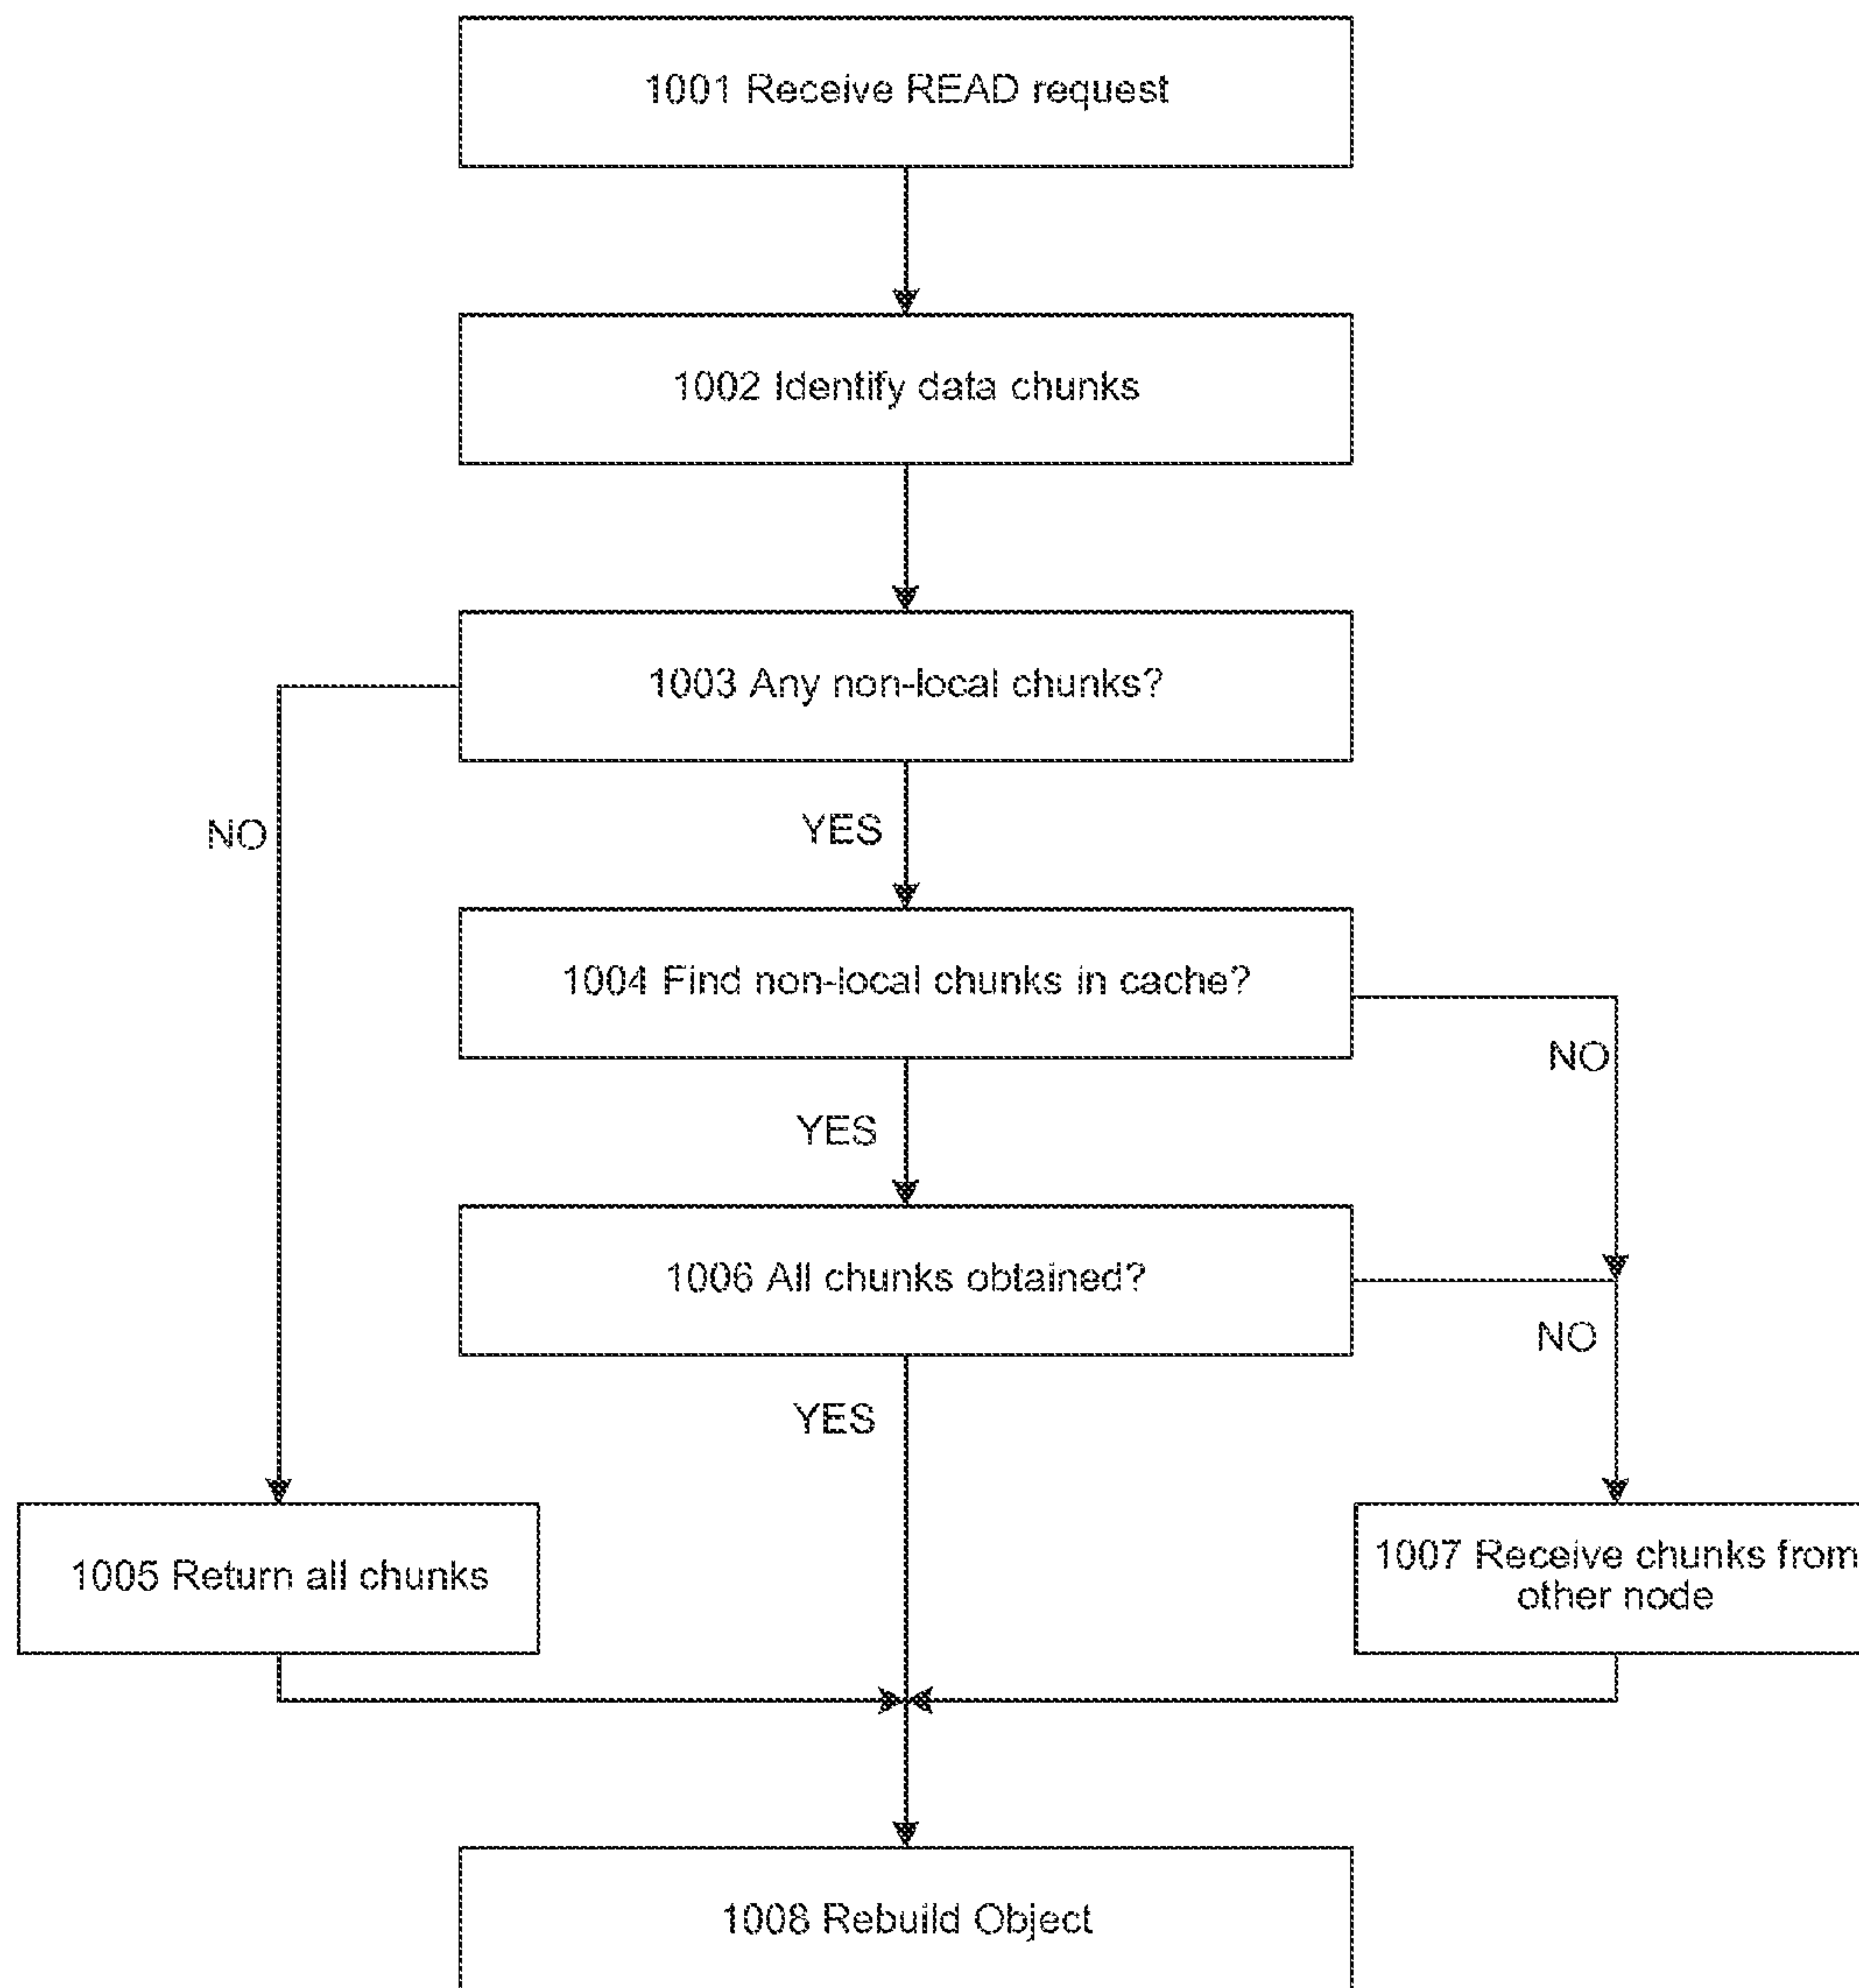 1001 Receive READ request
1002 Identify data chunks
1003 Any non-local chunks?
NO
YES
1004 Find non-local chunks in cache?
NO
YES
1006 All chunks obtained?
NO
YES
1005 Return all chunks
1007 Receive chunks from
other node
1008 Rebuild Object